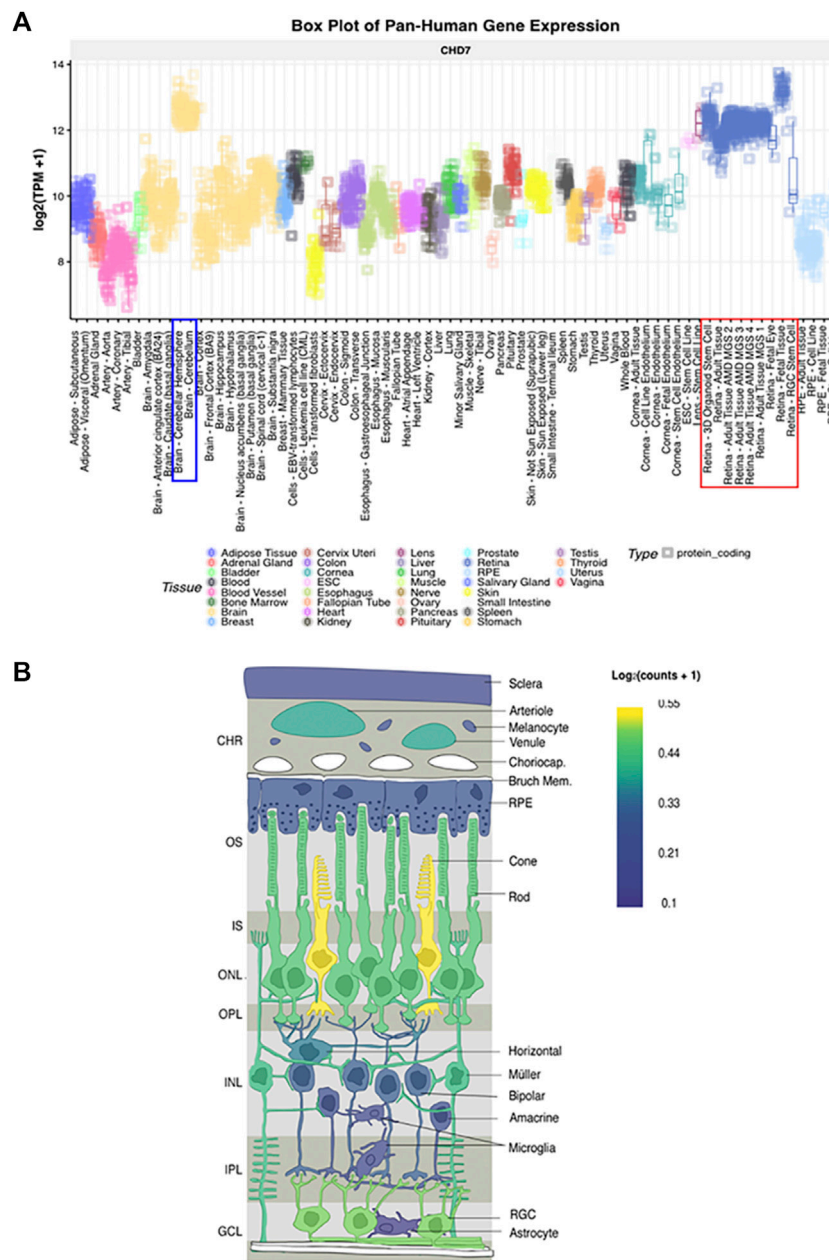 A
Box Plot of Pan-Human Gene Expression
CHD7
log2(TPM +1)
14
12
10
8
Adipose - Subcutaneous
Adipose - Visceral (Omentum)
Adrenal Gland
Artery - Aorta
Artery - Coronary
Artery - Tibial
Bladder
Brain - Amygdala
Brain - Anterior cingulate cortex (BA24)
Brain - Caudate (basal ganglia)
Brain - Cerebellar Hemisphere
Brain - Cerebellum
Brain - Cortex
Brain - Frontal Cortex (BA9)
Brain - Hippocampus
Brain - Hypothalamus
Brain - Nucleus accumbens (basal ganglia)
Brain - Putamen (basal ganglia)
Brain - Spinal cord (cervical c-1)
Brain - Substantia nigra
Breast - Mammary Tissue
Cells - EBV-transformed lymphocytes
Cells - Leukemia cell line (CML)
Cells - Transformed fibroblasts
Cervix - Ectocervix
Cervix - Endocervix
Colon - Sigmoid
Colon - Transverse
Esophagus - Gastroesophageal Junction
Esophagus - Mucosa
Esophagus - Muscularis
Fallopian Tube
Heart - Atrial Appendage
Heart - Left Ventricle
Kidney - Cortex
Liver
Lung
Minor Salivary Gland
Muscle - Skeletal
Nerve - Tibial
Ovary
Pancreas
Pituitary
Prostate
Skin - Not Sun Exposed (Suprapubic)
Skin - Sun Exposed (Lower leg)
Small Intestine - Terminal Ileum
Spleen
Stomach
Testis
Thyroid
Uterus
Vagina
Whole Blood
Cornea - Adult Tissue
Cornea - Cell Line Endothelium
Cornea - Endothelium
Cornea - Fetal Endothelium
Cornea - Stem Cell Endothelium
ESC - Stem Cell Line
Lens - Stem Cell Line
Retina - 3D Organoid Stem Cell
Retina - Adult Tissue
Retina - Adult Tissue AMD MGS 2
Retina - Adult Tissue AMD MGS 3
Retina - Adult Tissue AMD MGS 4
Retina - Adult Tissue MGS 1
Retina - Fetal Eye
Retina - Fetal Tissue
Retina - RGC Stem Cell
RPE - Adult Tissue
RPE - Cell Line
RPE - Fetal Tissue
Tissue
Adipose Tissue
Adrenal Gland
Bladder
Blood
Blood Vessel
Bone Marrow
Brain
Breast
Cervix Uteri
Colon
Cornea
ESC
Esophagus
Fallopian Tube
Heart
Kidney
Lens
Liver
Lung
Muscle
Nerve
Ovary
Pancreas
Pituitary
Prostate
Retina
RPE
Salivary Gland
Skin
Small Intestine
Spleen
Stomach
Testis
Thyroid
Uterus
Vagina
Type
protein_coding
B
Log2(counts + 1)
0.55
0.44
0.33
0.21
0.1
CHR
OS
IS
ONL
OPL
INL
IPL
GCL
Sclera
Arteriole
Melanocyte
Venule
Choriocap.
Bruch Mem.
RPE
Cone
Rod
Horizontal
Müller
Bipolar
Amacrine
Microglia
RGC
Astrocyte